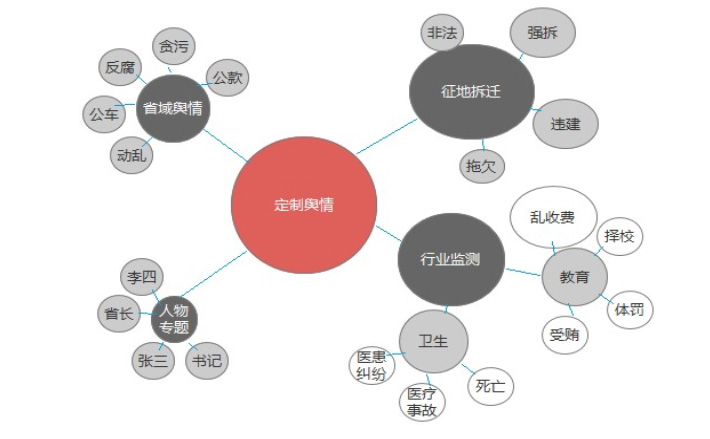 贪污
反腐
公款
省域舆情
公车
动乱
非法
强拆
征地拆迁
违建
拖欠
定制舆情
乱收费
择校
行业监测
教育
体罚
受贿
李四
省长
人物
专题
张三
书记
卫生
医患
纠纷
医疗
事故
死亡